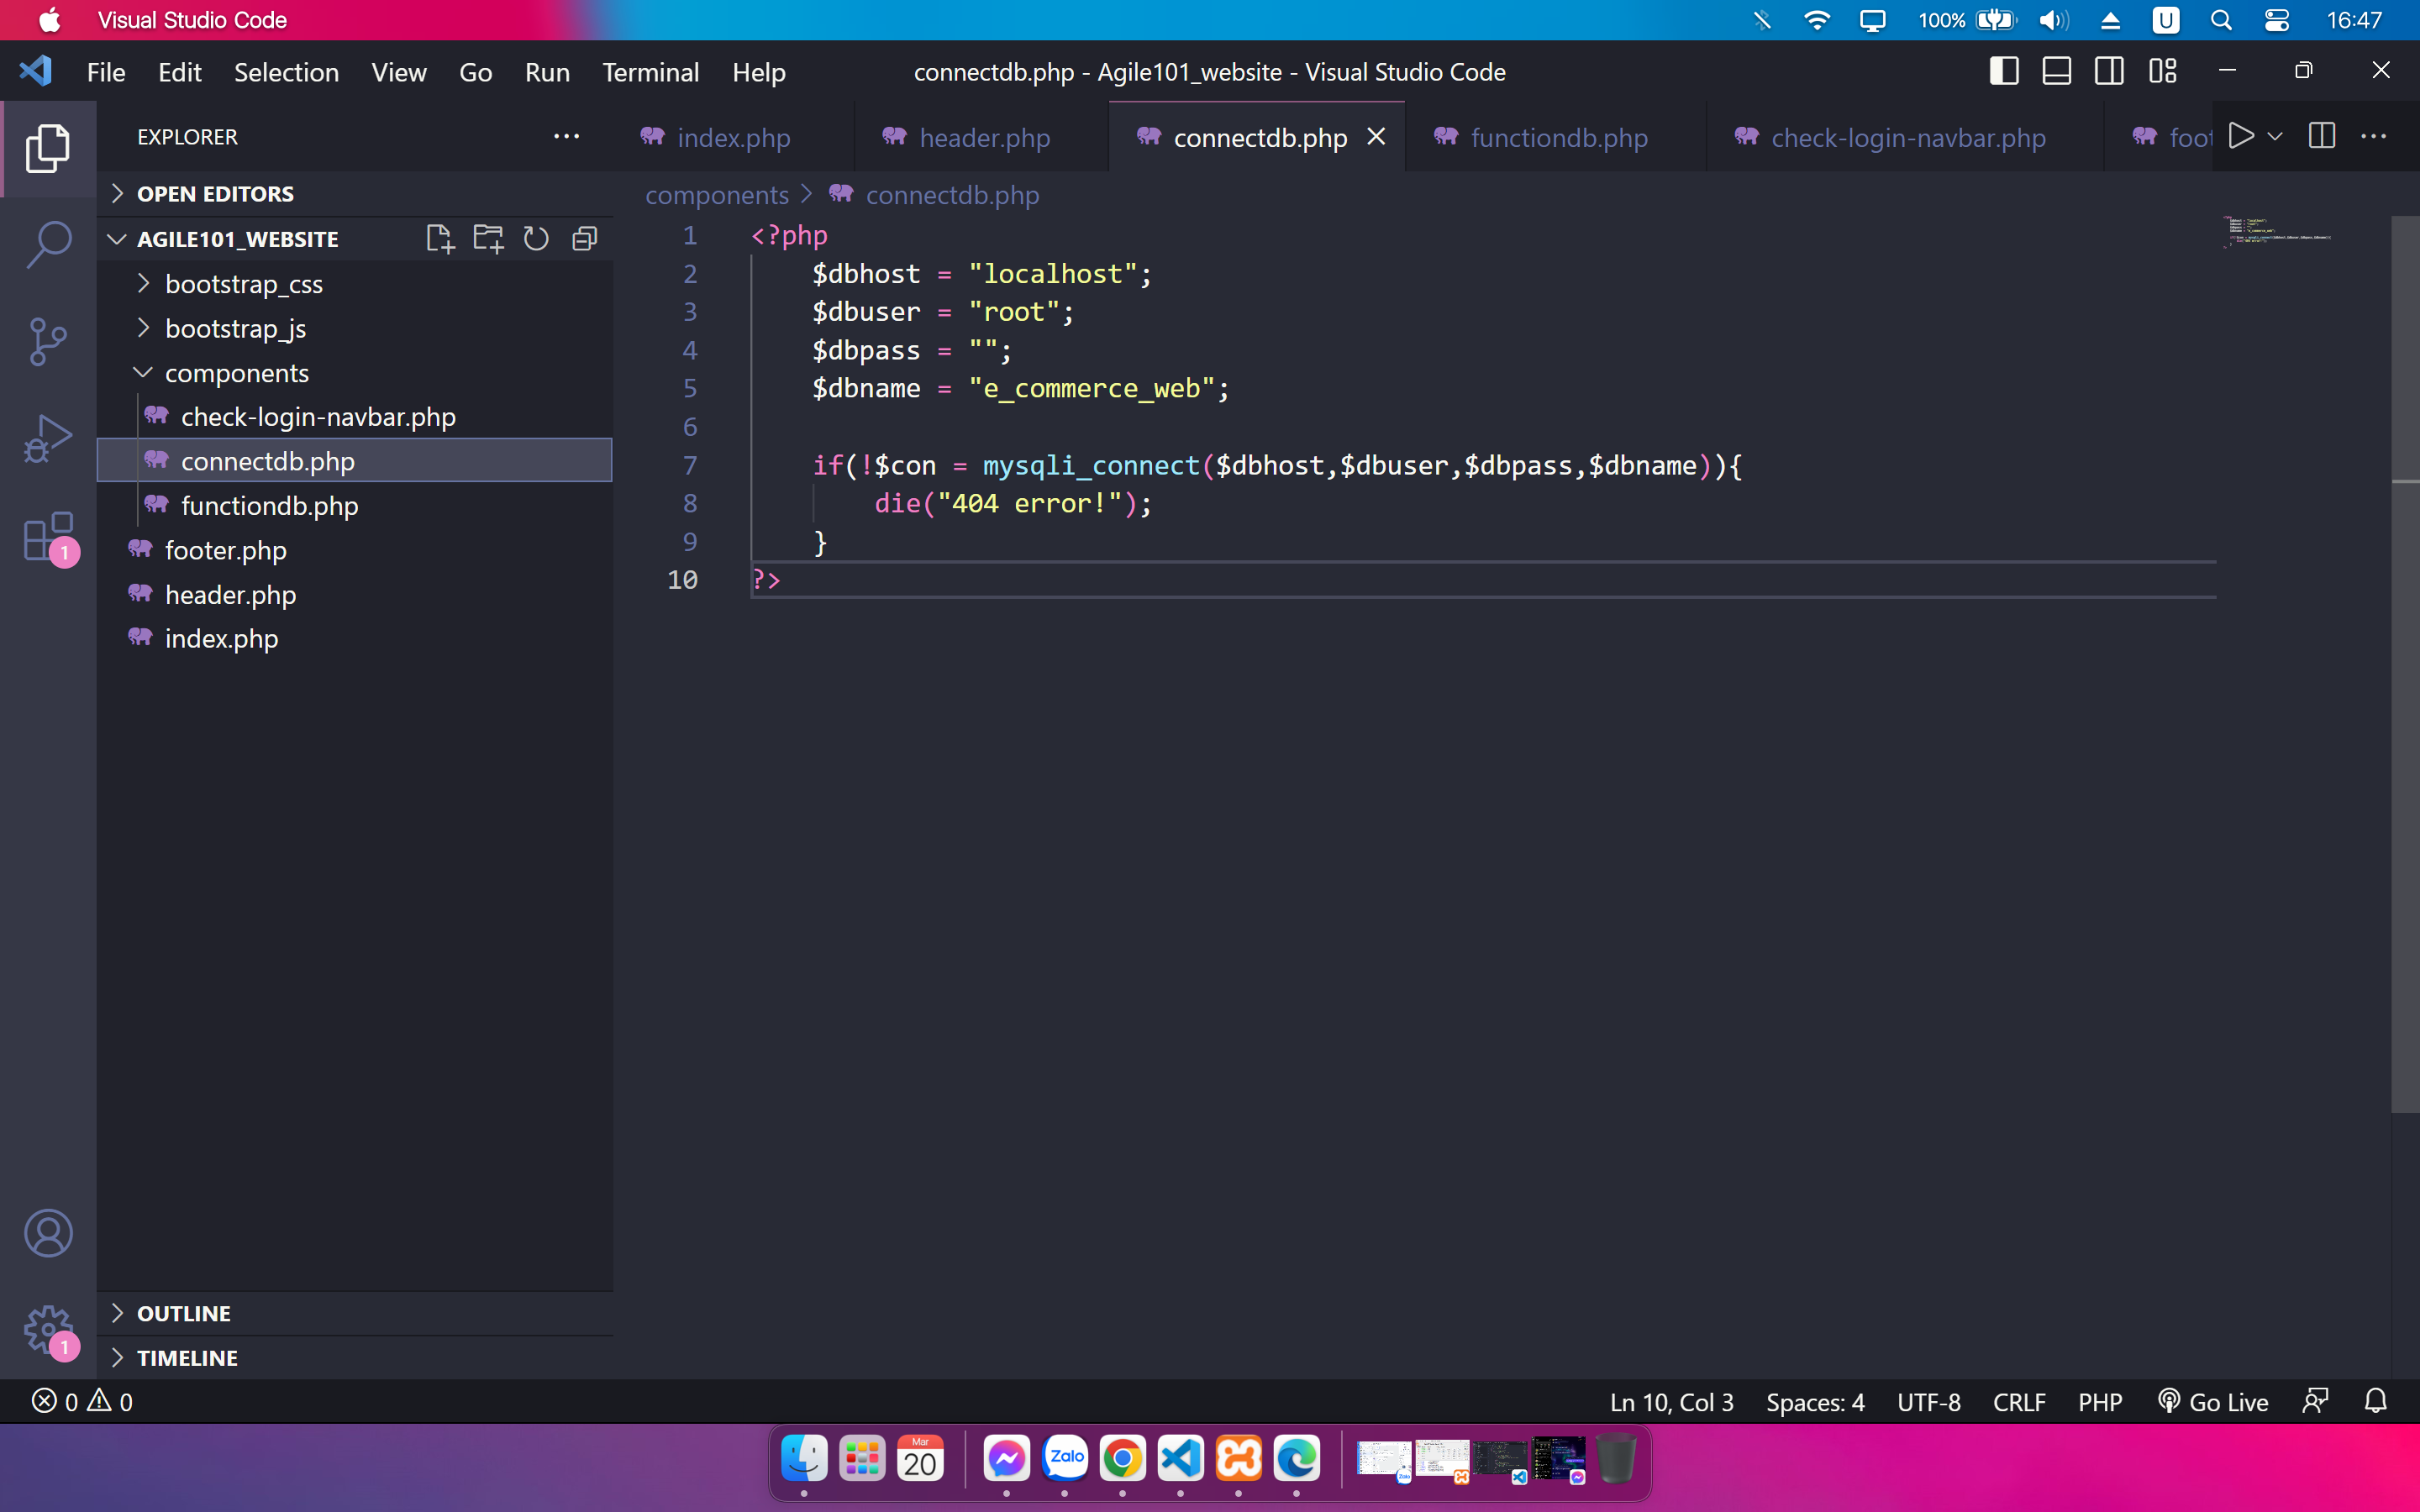 Visual Studio Code
100%
U
16:47
File Edit Selection View Go Run Terminal Help
connectdb.php - Agile101_website - Visual Studio Code
EXPLORER
index.php
header.php
connectdb.php
functiondb.php
check-login-navbar.php
foot
OPEN EDITORS
components > connectdb.php
AGILE101_WEBSITE
bootstrap_css
bootstrap_js
components
check-login-navbar.php
connectdb.php
functiondb.php
footer.php
header.php
index.php
1 <?php
2 $dbhost = "localhost";
3 $dbuser = "root";
4 $dbpass = "";
5 $dbname = "e_commerce_web";
6
7 if(!$con = mysqli_connect($dbhost,$dbuser,$dbpass,$dbname)){
8 die("404 error!");
9 }
10 ?>
1
1
OUTLINE
TIMELINE
0 0
Ln 10, Col 3 Spaces: 4 UTF-8 CRLF PHP Go Live
Mar
20
Zalo